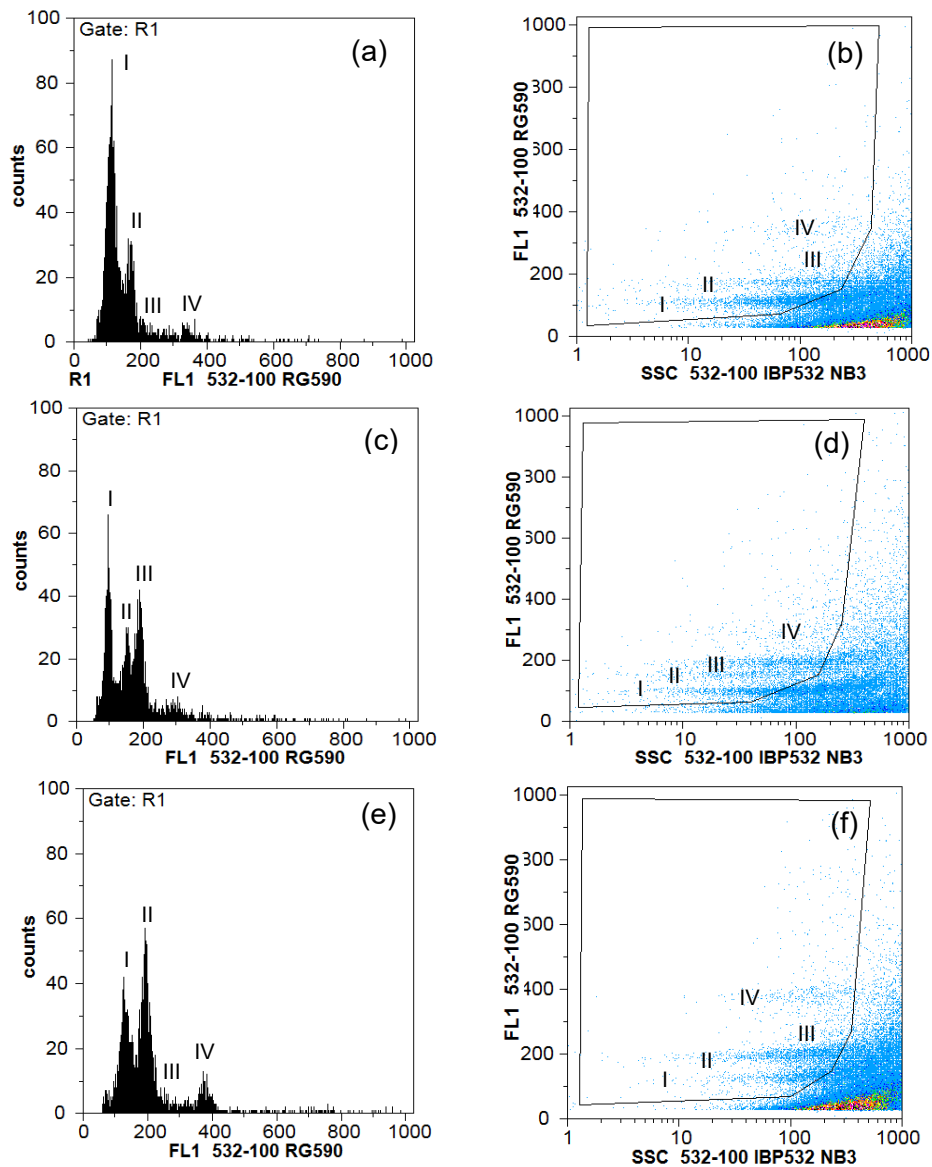 Gate: R1
(a)
100
80
60
40
20
0
counts
I
II
III
IV
0 200 400 600 800 1000
R1 FL1 532-100 RG590
(b)
1000
800
600
400
200
0
FL1 532-100 RG590
IV
III
II
I
1 10 100 1000
SSC 532-100 IBP532 NB3
Gate: R1
(c)
100
80
60
40
20
0
counts
I
III
II
IV
0 200 400 600 800 1000
FL1 532-100 RG590
(d)
1000
800
600
400
200
0
FL1 532-100 RG590
IV
III
II
I
1 10 100 1000
SSC 532-100 IBP532 NB3
Gate: R1
(e)
100
80
60
40
20
0
counts
II
I
III
IV
0 200 400 600 800 1000
FL1 532-100 RG590
(f)
1000
800
600
400
200
0
FL1 532-100 RG590
IV
III
II
I
1 10 100 1000
SSC 532-100 IBP532 NB3